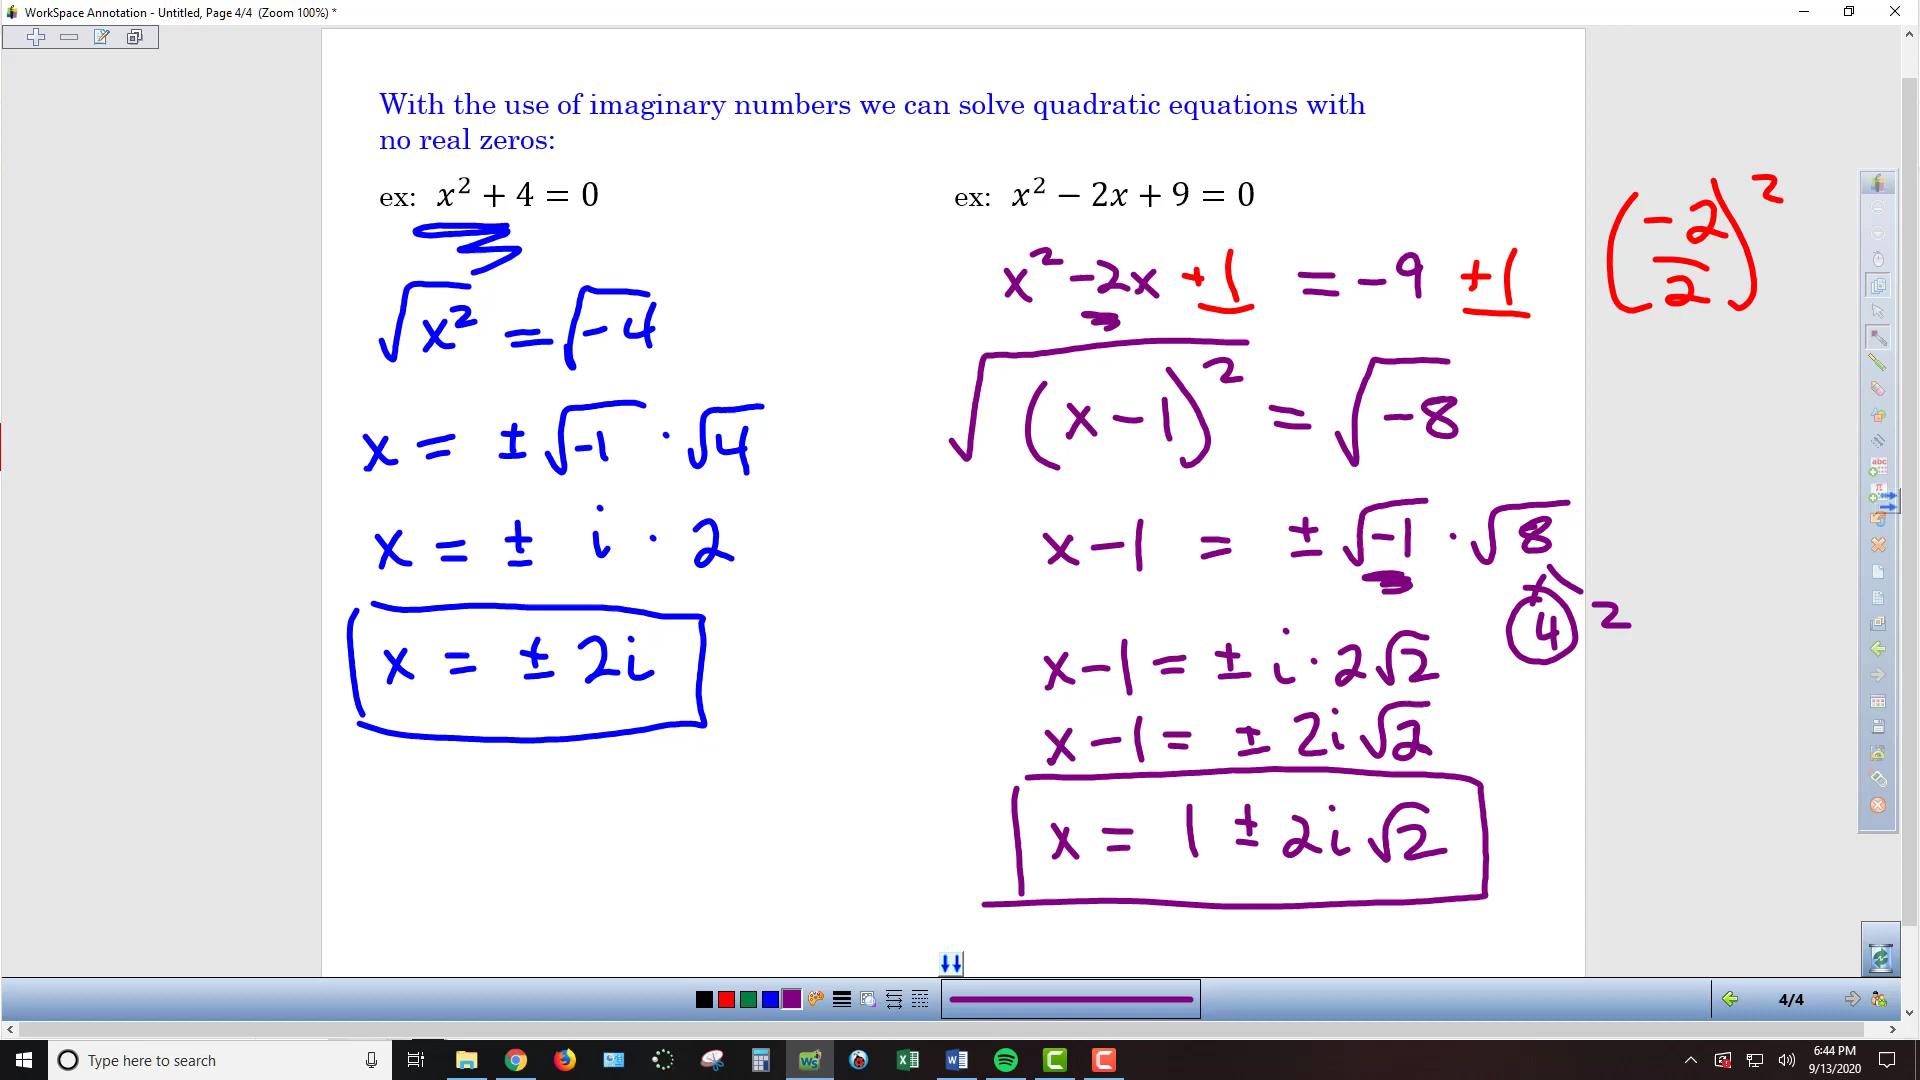 WorkSpace Annotation - Untitled, Page 4/4 (Zoom 100%) *
With the use of imaginary numbers we can solve quadratic equations with
no real zeros:
ex: x² + 4 = 0
√x² = √-4
x = ± √-1 · √4
x = ± i · 2
x = ± 2i
ex: x² − 2x + 9 = 0
x² - 2x + 1 = -9 + 1
(-2/2)²
√(x - 1)² = √-8
x - 1 = ± √-1 · √8
4 2
x - 1 = ± i · 2√2
x - 1 = ± 2i √2
x = 1 ± 2i √2
abc
π
4/4
Type here to search
6:44 PM
9/13/2020